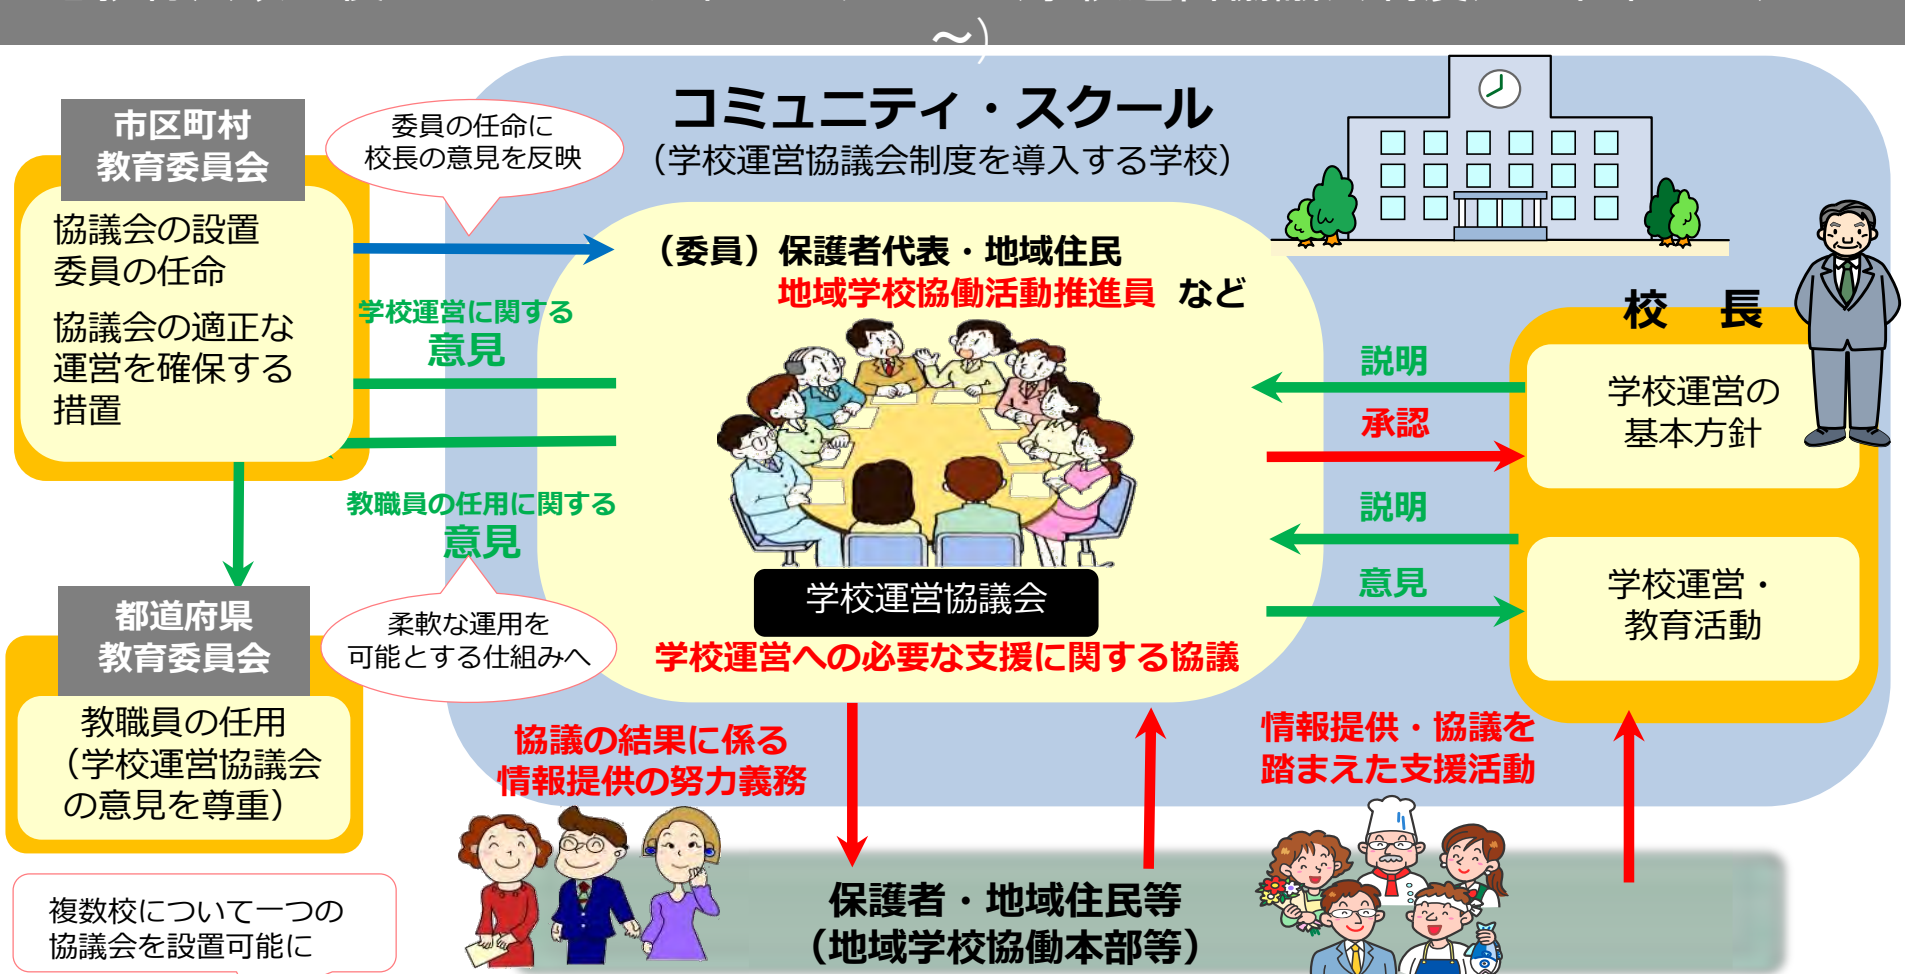 ～）
コミュニティ・スクール
（学校運営協議会制度を導入する学校）
市区町村
教育委員会
協議会の設置
委員の任命
協議会の適正な
運営を確保する
措置
委員の任命に
校長の意見を反映
（委員）保護者代表・地域住民
地域学校協働活動推進員 など
学校運営に関する
意見
教職員の任用に関する
意見
柔軟な運用を
可能とする仕組みへ
学校運営協議会
学校運営への必要な支援に関する協議
校　長
説明
承認
学校運営の
基本方針
説明
意見
学校運営・
教育活動
都道府県
教育委員会
教職員の任用
（学校運営協議会
の意見を尊重）
協議の結果に係る
情報提供の努力義務
情報提供・協議を
踏まえた支援活動
複数校について一つの
協議会を設置可能に
保護者・地域住民等
（地域学校協働本部等）